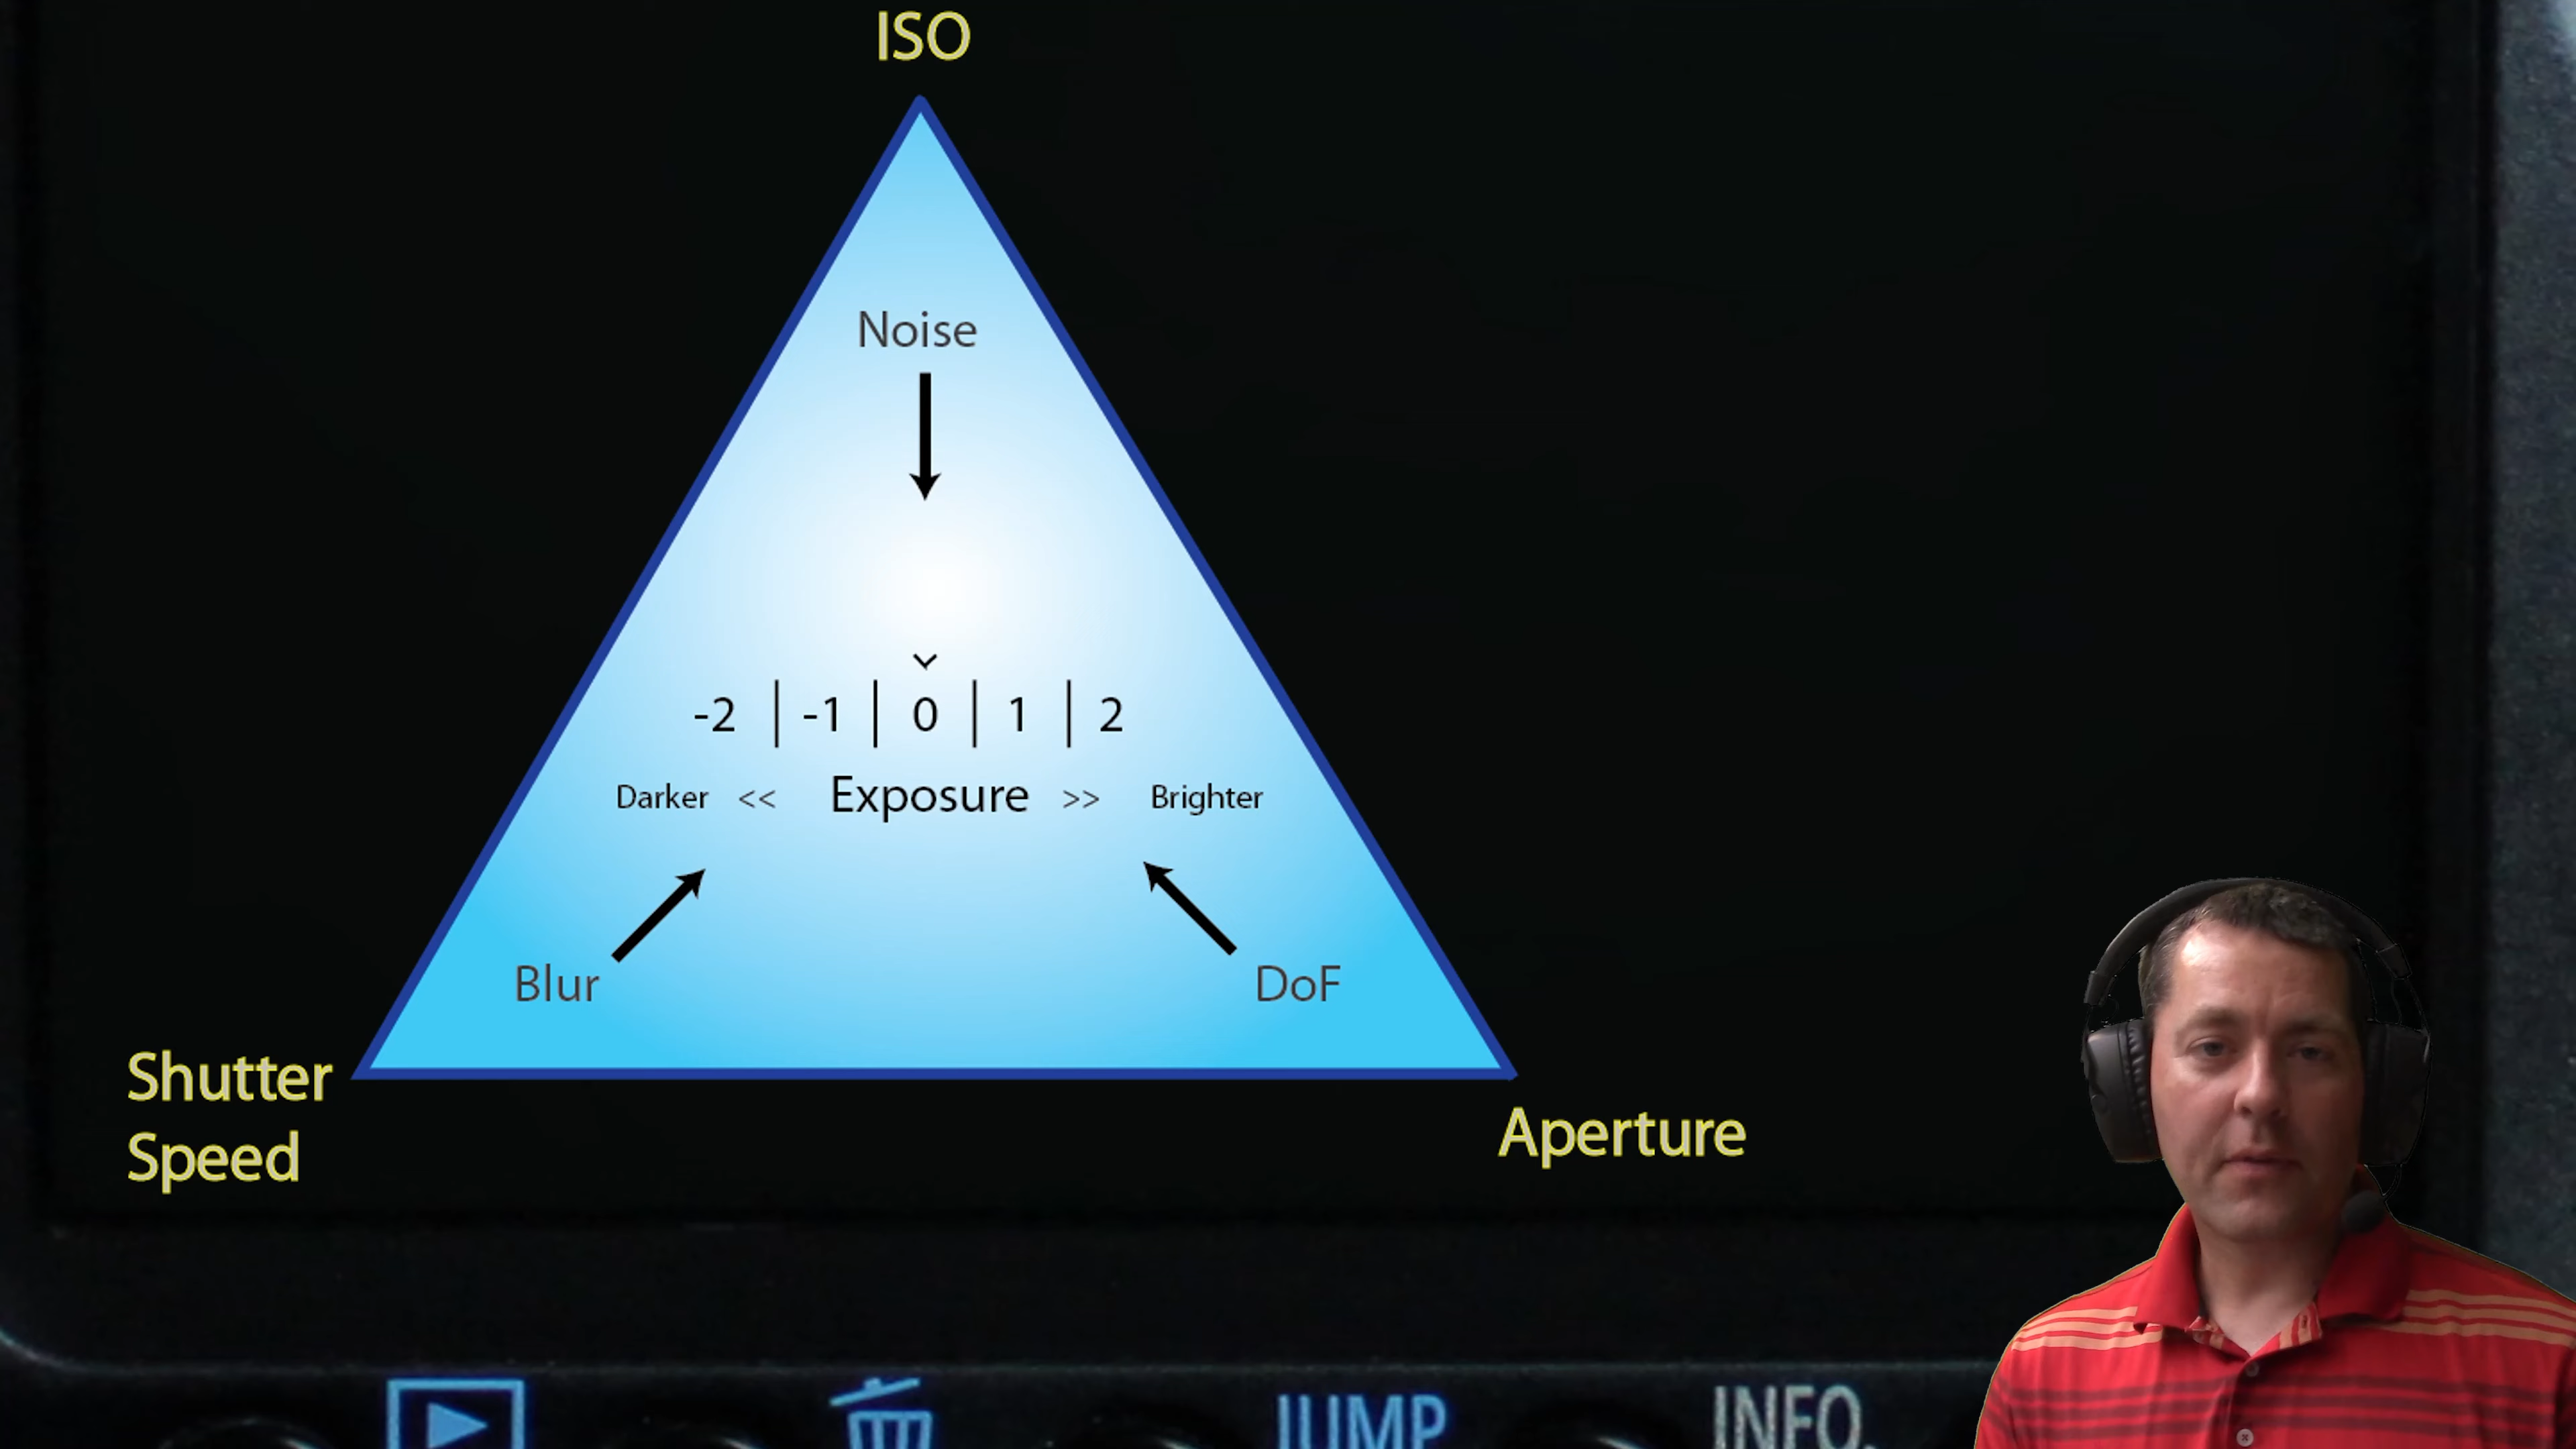 ISO
Noise
-2 | -1 | 0 | 1 | 2
Darker << Exposure >> Brighter
Blur
DoF
Shutter
Speed
Aperture
JUMP
INFO.